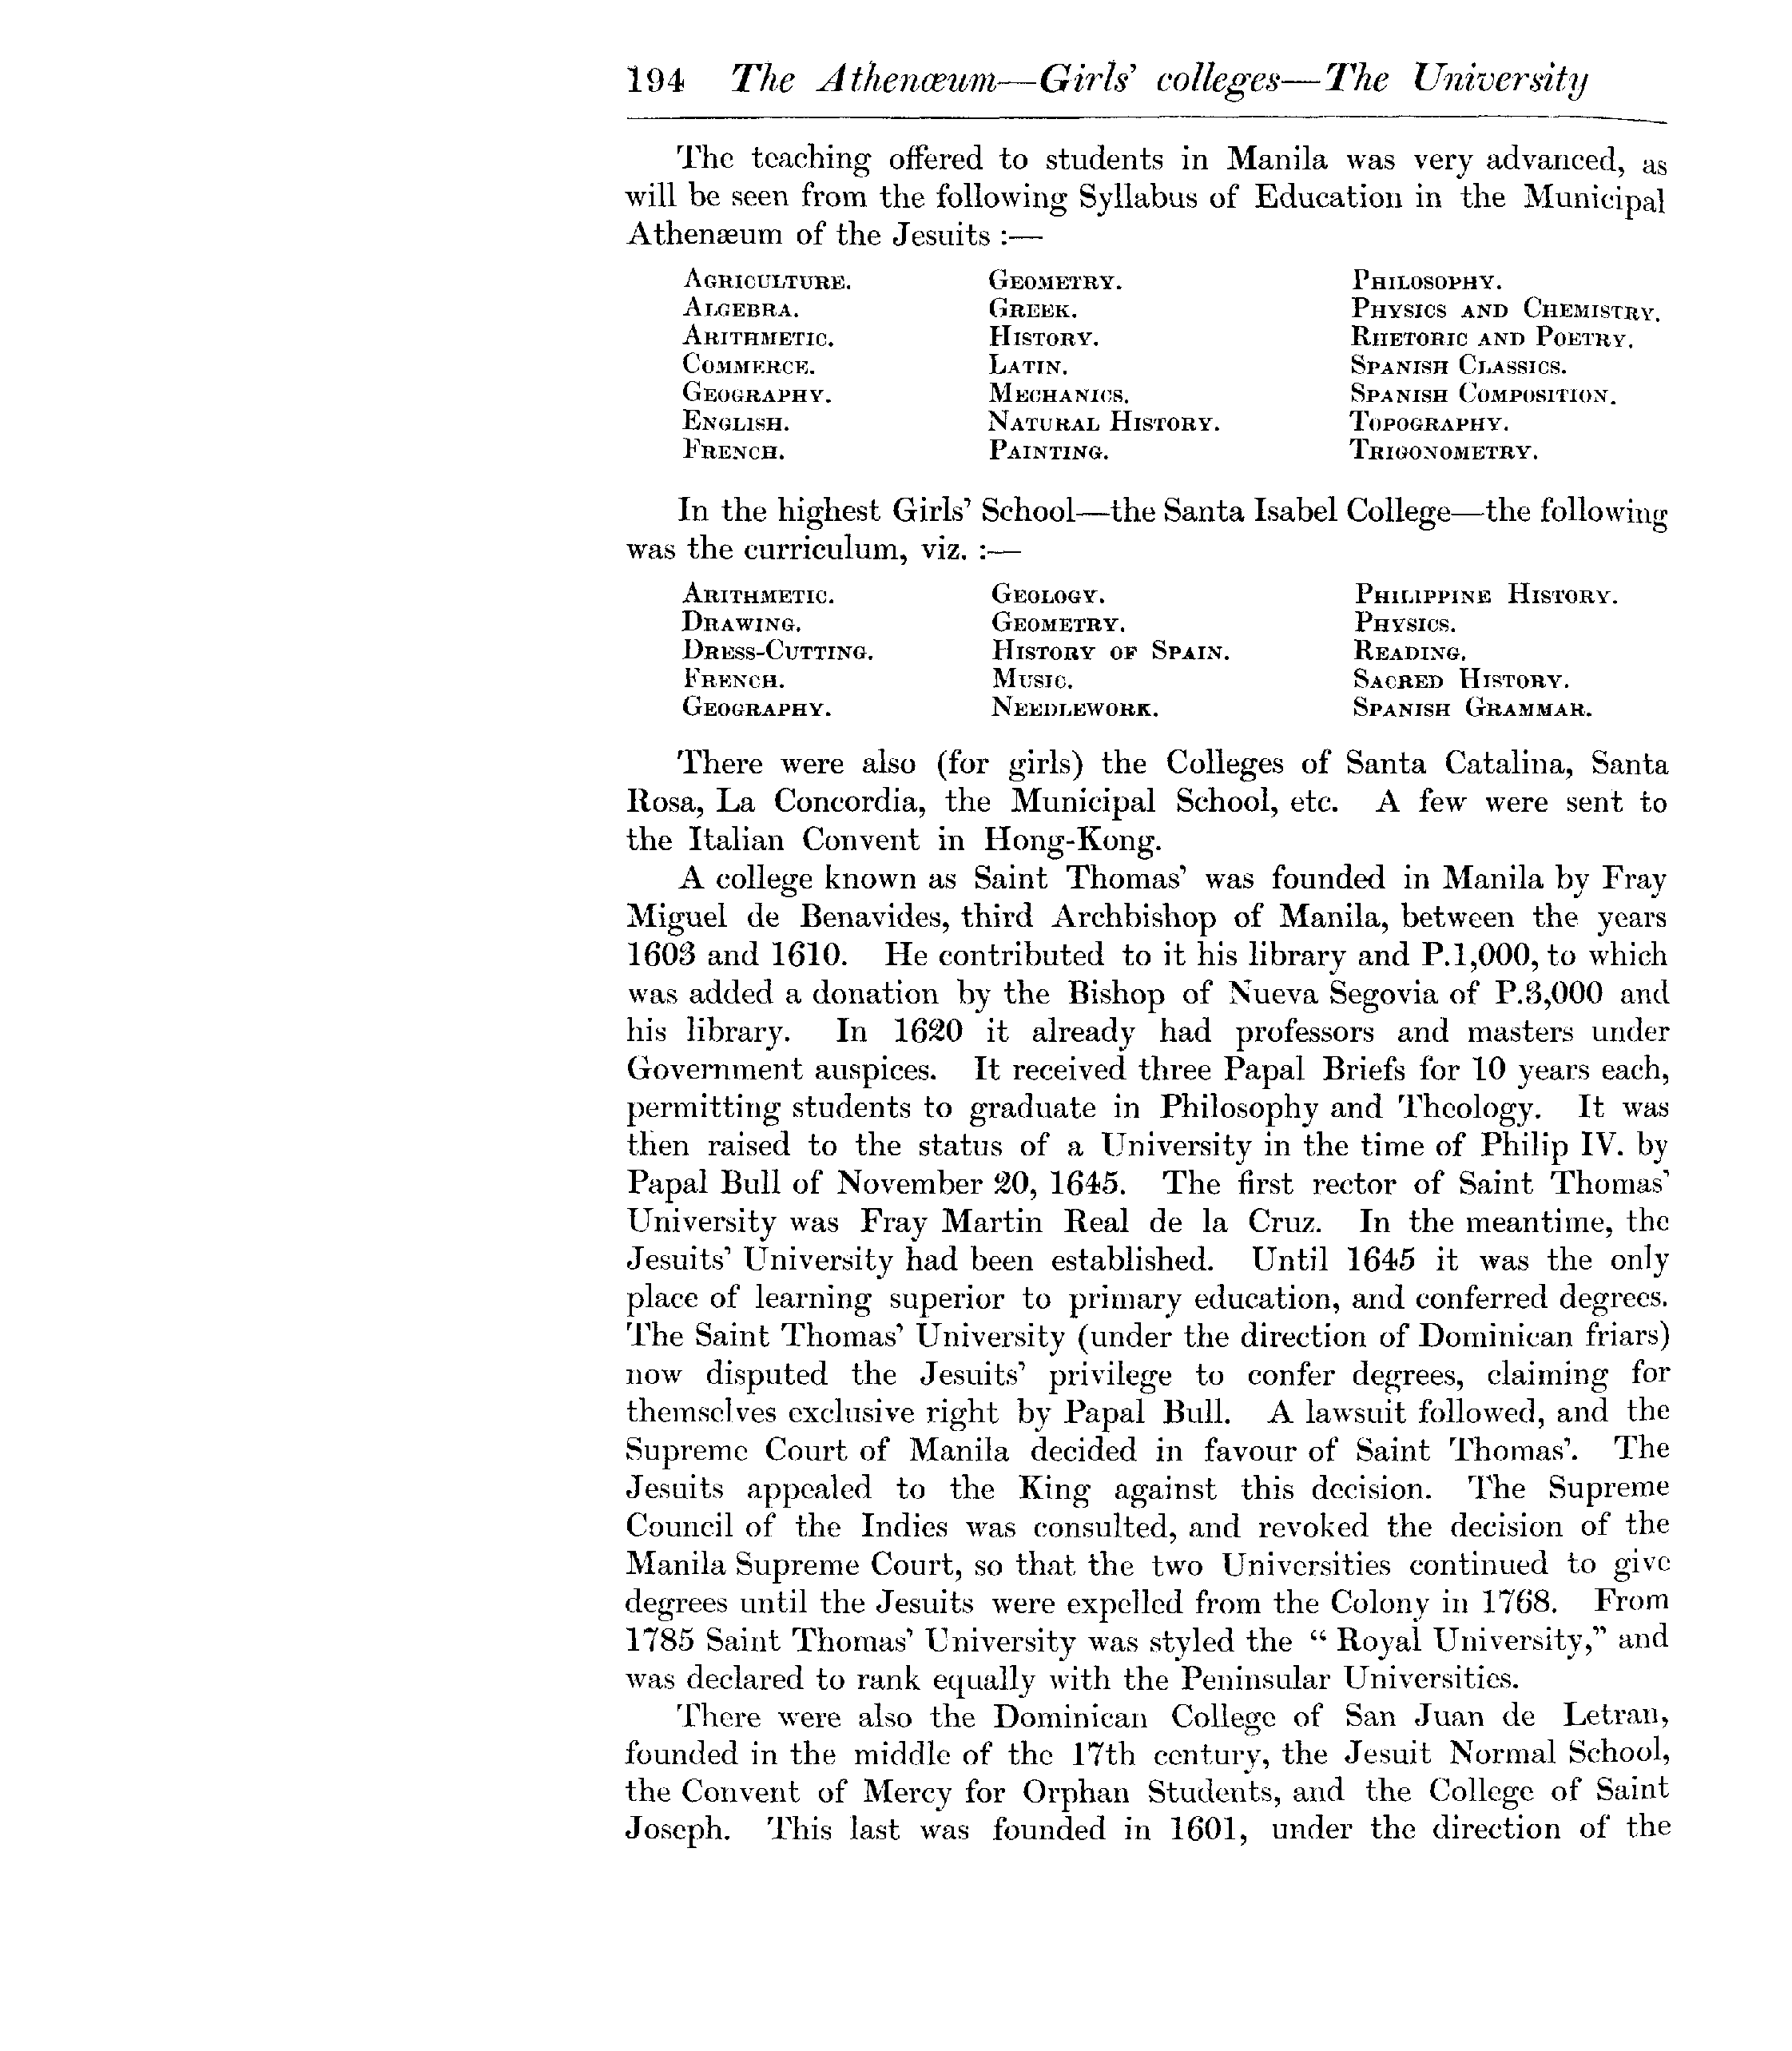 194 The Athenæum—Girls' colleges—The University
The teaching offered to students in Manila was very advanced, as
will be seen from the following Syllabus of Education in the Municipal
Athenæum of the Jesuits :—
Agriculture. Geometry. Philosophy.
Algebra. Greek. Physics and Chemistry.
Arithmetic. History. Rhetoric and Poetry.
Commerce. Latin. Spanish Classics.
Geography. Mechanics. Spanish Composition.
English. Natural History. Topography.
French. Painting. Trigonometry.
In the highest Girls' School—the Santa Isabel College—the following
was the curriculum, viz. :—
Arithmetic. Geology. Philippine History.
Drawing. Geometry. Physics.
Dress-Cutting. History of Spain. Reading.
French. Music. Sacred History.
Geography. Needlework. Spanish Grammar.
There were also (for girls) the Colleges of Santa Catalina, Santa
Rosa, La Concordia, the Municipal School, etc. A few were sent to
the Italian Convent in Hong-Kong.
A college known as Saint Thomas' was founded in Manila by Fray
Miguel de Benavides, third Archbishop of Manila, between the years
1603 and 1610. He contributed to it his library and P.1,000, to which
was added a donation by the Bishop of Nueva Segovia of P.3,000 and
his library. In 1620 it already had professors and masters under
Government auspices. It received three Papal Briefs for 10 years each,
permitting students to graduate in Philosophy and Theology. It was
then raised to the status of a University in the time of Philip IV. by
Papal Bull of November 20, 1645. The first rector of Saint Thomas'
University was Fray Martin Real de la Cruz. In the meantime, the
Jesuits' University had been established. Until 1645 it was the only
place of learning superior to primary education, and conferred degrees.
The Saint Thomas' University (under the direction of Dominican friars)
now disputed the Jesuits' privilege to confer degrees, claiming for
themselves exclusive right by Papal Bull. A lawsuit followed, and the
Supreme Court of Manila decided in favour of Saint Thomas'. The
Jesuits appealed to the King against this decision. The Supreme
Council of the Indies was consulted, and revoked the decision of the
Manila Supreme Court, so that the two Universities continued to give
degrees until the Jesuits were expelled from the Colony in 1768. From
1785 Saint Thomas' University was styled the "Royal University," and
was declared to rank equally with the Peninsular Universities.
There were also the Dominican College of San Juan de Letran,
founded in the middle of the 17th century, the Jesuit Normal School,
the Convent of Mercy for Orphan Students, and the College of Saint
Joseph. This last was founded in 1601, under the direction of the